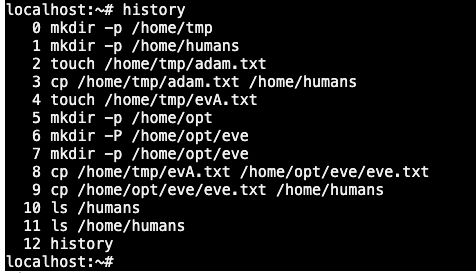 localhost:~# history
0 mkdir -p /home/tmp
1 mkdir -p /home/humans
2 touch /home/tmp/adam.txt
3 cp /home/tmp/adam.txt /home/humans
4 touch /home/tmp/evA.txt
5 mkdir -p /home/opt
6 mkdir -P /home/opt/eve
7 mkdir -p /home/opt/eve
8 cp /home/tmp/evA.txt /home/opt/eve/eve.txt
9 cp /home/opt/eve/eve.txt /home/humans
10 ls /humans
11 ls /home/humans
12 history
localhost:~#